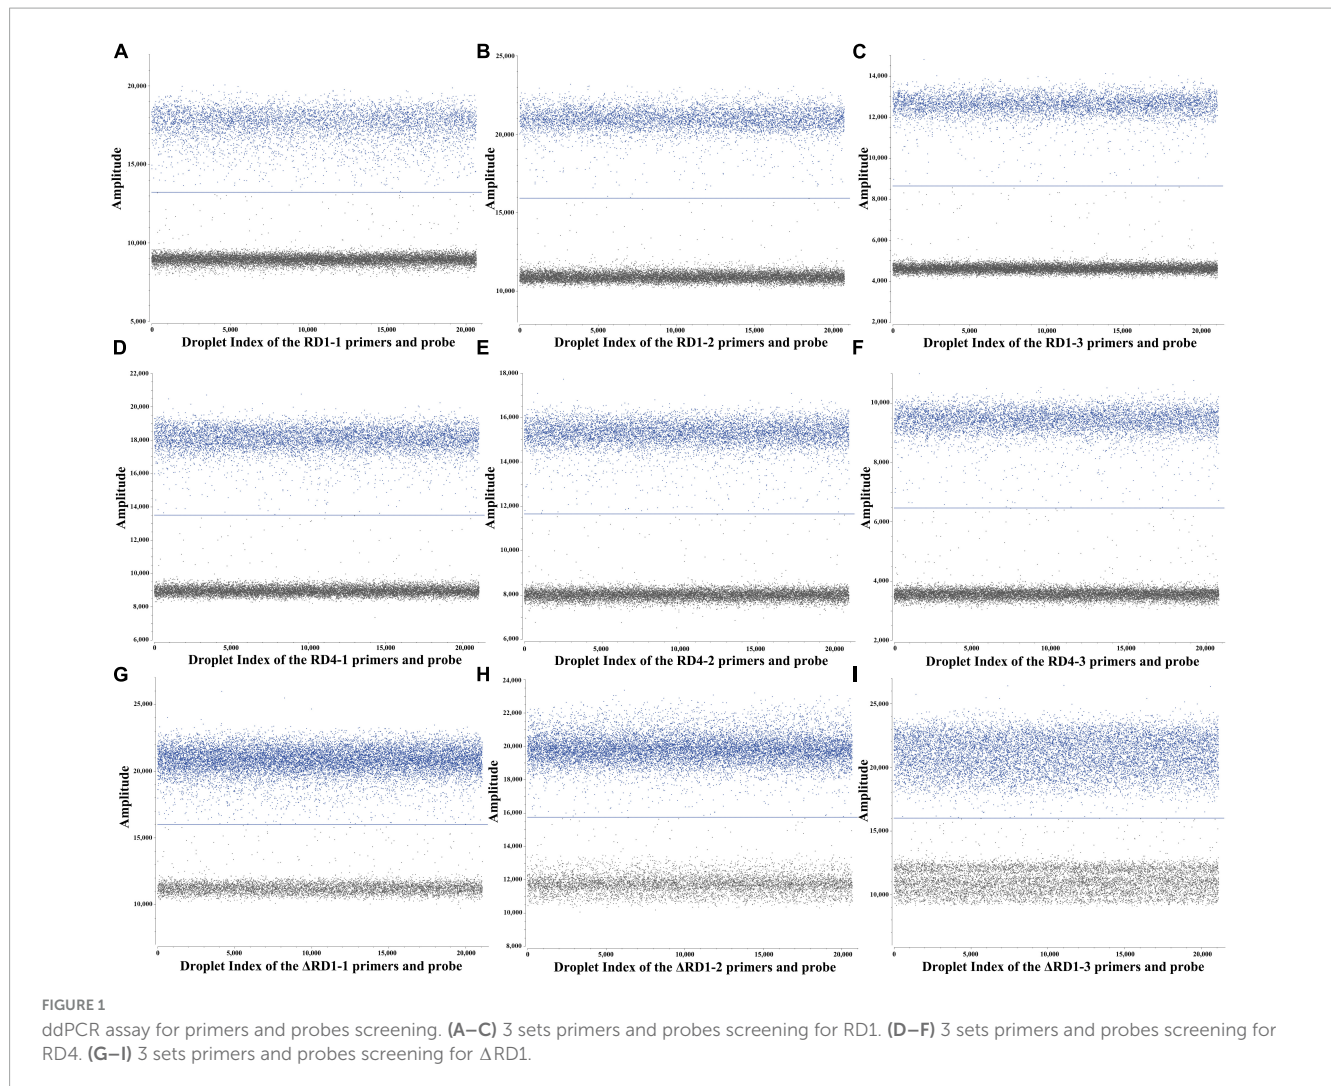 A
20,000
15,000
10,000
5,000
Amplitude
0 5,000 10,000 15,000 20,000
Droplet Index of the RD1-1 primers and probe
B
25,000
20,000
15,000
10,000
Amplitude
0 5,000 10,000 15,000 20,000
Droplet Index of the RD1-2 primers and probe
C
14,000
12,000
10,000
8,000
6,000
4,000
2,000
Amplitude
0 5,000 10,000 15,000 20,000
Droplet Index of the RD1-3 primers and probe
D
22,000
20,000
18,000
16,000
14,000
12,000
10,000
8,000
6,000
Amplitude
0 5,000 10,000 15,000 20,000
Droplet Index of the RD4-1 primers and probe
E
18,000
16,000
14,000
12,000
10,000
8,000
6,000
Amplitude
0 5,000 10,000 15,000 20,000
Droplet Index of the RD4-2 primers and probe
F
10,000
8,000
6,000
4,000
2,000
Amplitude
0 5,000 10,000 15,000 20,000
Droplet Index of the RD4-3 primers and probe
G
25,000
20,000
15,000
10,000
Amplitude
0 5,000 10,000 15,000 20,000
Droplet Index of the ΔRD1-1 primers and probe
H
24,000
22,000
20,000
18,000
16,000
14,000
12,000
10,000
8,000
Amplitude
0 5,000 10,000 15,000 20,000
Droplet Index of the ΔRD1-2 primers and probe
I
25,000
20,000
15,000
10,000
Amplitude
0 5,000 10,000 15,000 20,000
Droplet Index of the ΔRD1-3 primers and probe
FIGURE 1
ddPCR assay for primers and probes screening. (A–C) 3 sets primers and probes screening for RD1. (D–F) 3 sets primers and probes screening for
RD4. (G–I) 3 sets primers and probes screening for ΔRD1.